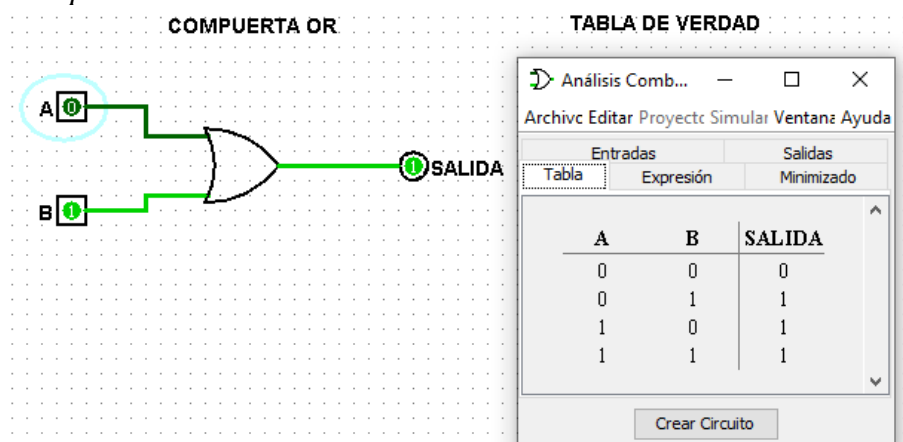 COMPUERTA OR
TABLA DE VERDAD
A 0
B 1
1 SALIDA
Análisis Comb...
Archivc Editar Proyectc Simular Ventana Ayuda
Entradas Salidas
Tabla Expresión Minimizado
A B SALIDA
0 0 0
0 1 1
1 0 1
1 1 1
Crear Circuito